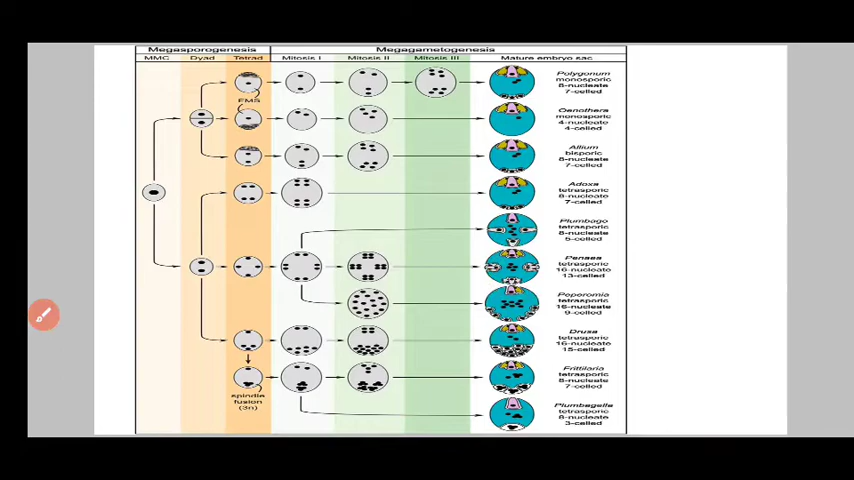 Megasporogenesis Megagametogenesis
MMC Dyad Tetrad Mitosis I Mitosis II Mitosis III Mature embryo sac
Polygonum
monosporic
8-nucleate
7-celled
FMS
Oenothera
monosporic
4-nucleate
4-celled
Allium
bisporic
8-nucleate
7-celled
Adoxa
tetrasporic
8-nucleate
7-celled
Plumbago
tetrasporic
8-nucleate
5-celled
Penaea
tetrasporic
16-nucleate
13-celled
Peperomia
tetrasporic
16-nucleate
9-celled
Drusa
tetrasporic
16-nucleate
15-celled
Frittilaria
tetrasporic
8-nucleate
7-celled
spindle
fusion
(3n)
Plumbagella
tetrasporic
8-nucleate
3-celled